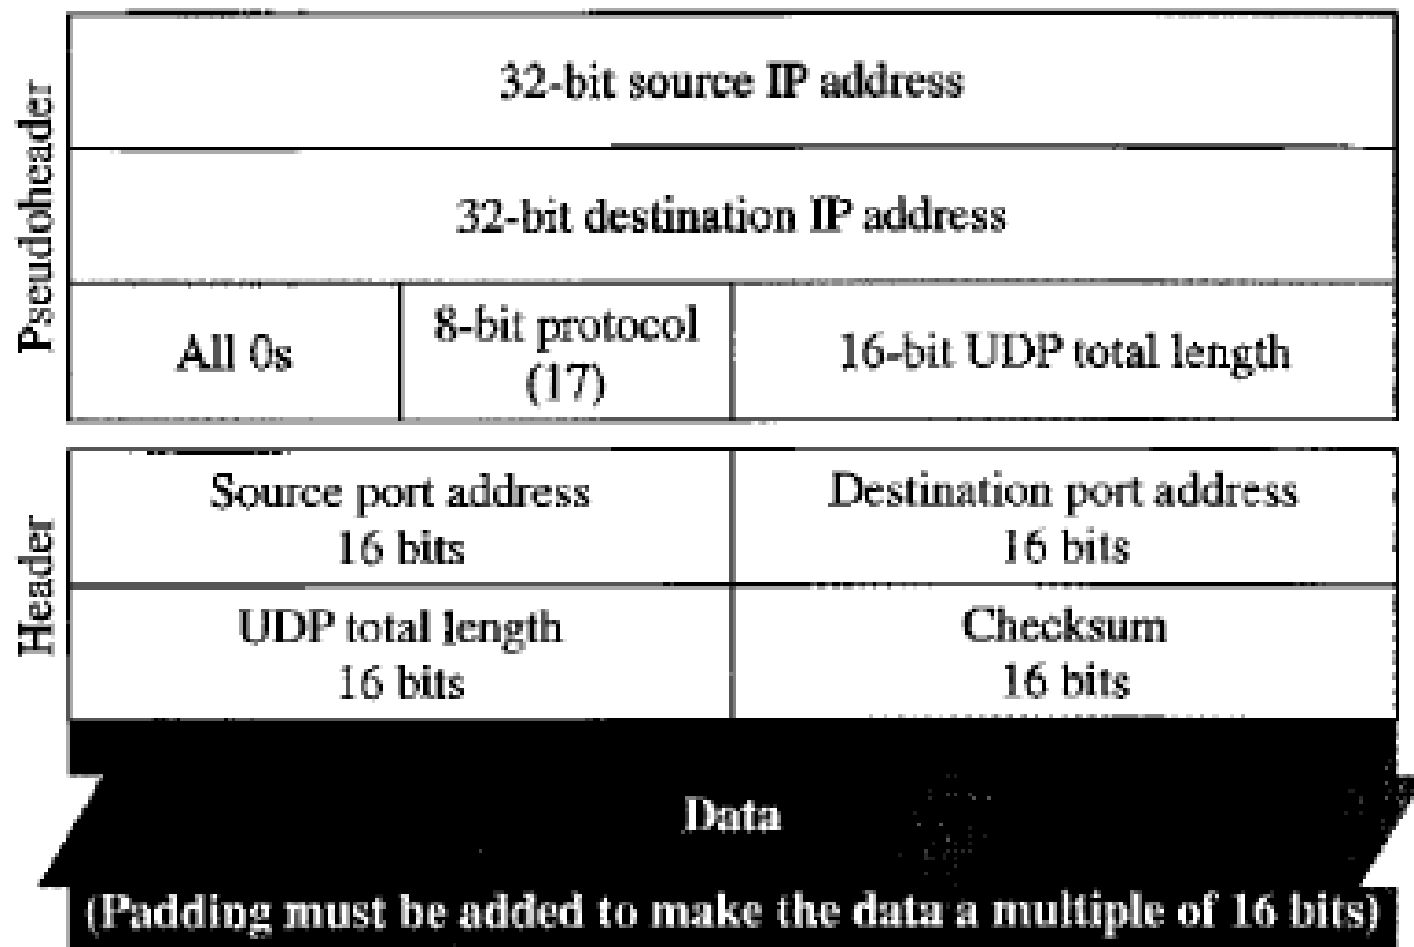 Pseudoheader
32-bit source IP address
32-bit destination IP address
All 0s
8-bit protocol
(17)
16-bit UDP total length
Header
Source port address
16 bits
Destination port address
16 bits
UDP total length
16 bits
Checksum
16 bits
Data
(Padding must be added to make the data a multiple of 16 bits)